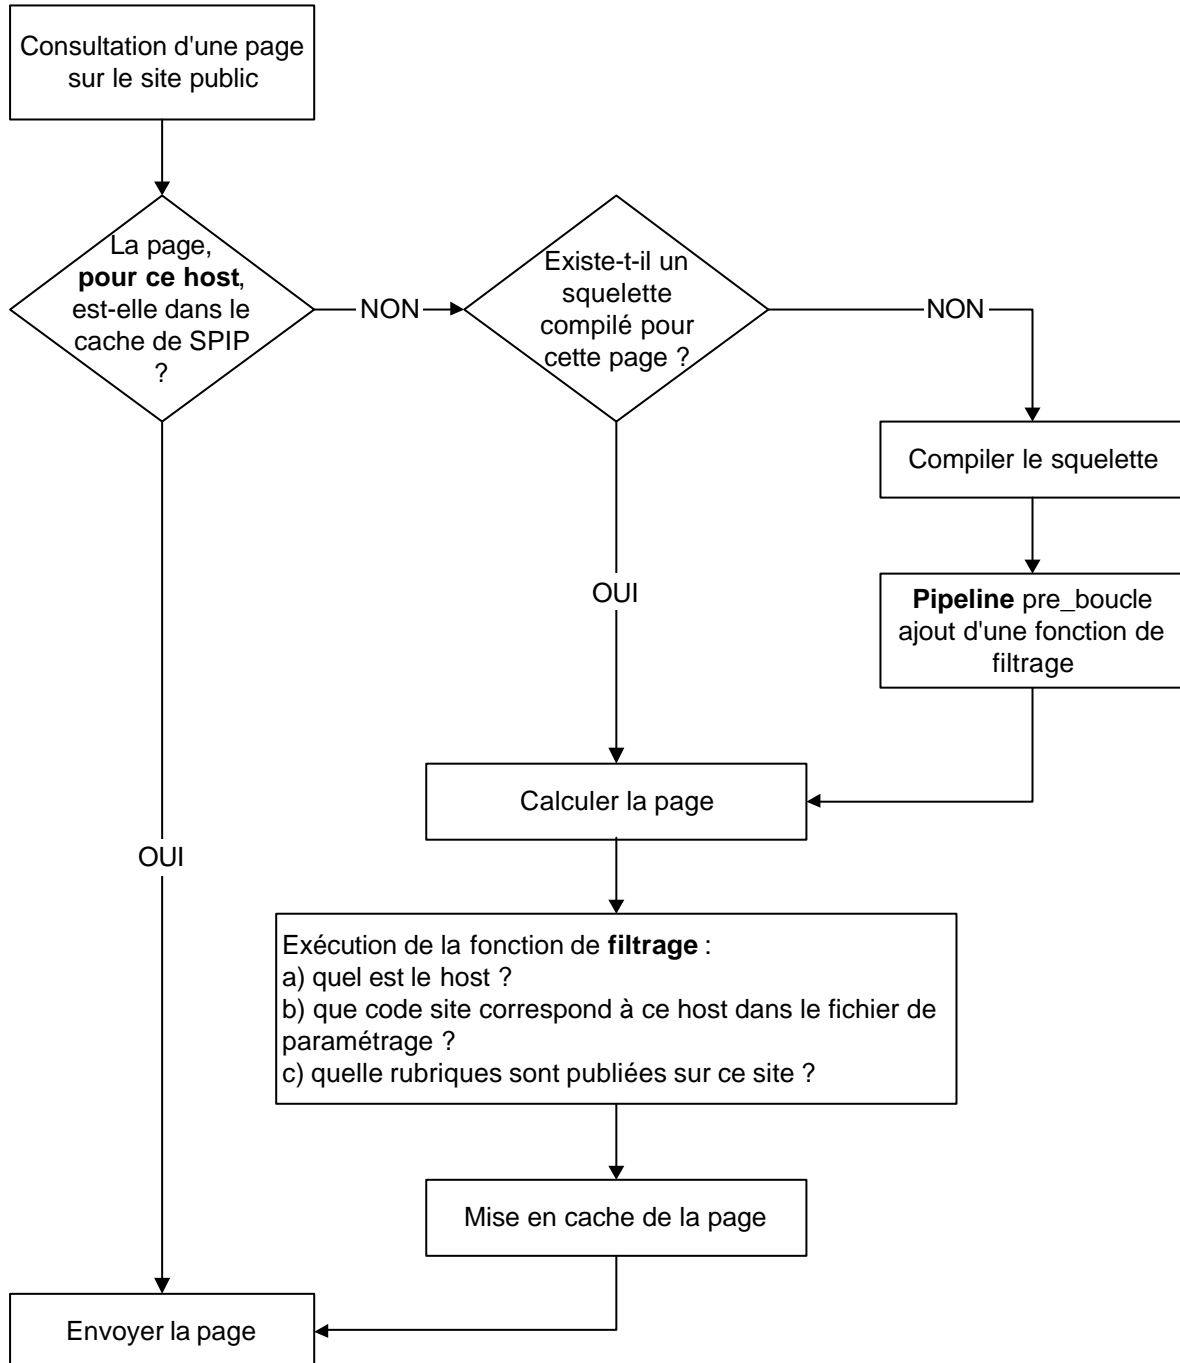 Consultation d'une page
sur le site public
La page,
pour ce host,
est-elle dans le
cache de SPIP
?
NON
Existe-t-il un
squelette
compilé pour
cette page ?
NON
Compiler le squelette
Pipeline pre_boucle
ajout d'une fonction de
filtrage
OUI
Calculer la page
OUI
Exécution de la fonction de filtrage :
a) quel est le host ?
b) que code site correspond à ce host dans le fichier de
paramétrage ?
c) quelle rubriques sont publiées sur ce site ?
Mise en cache de la page
Envoyer la page